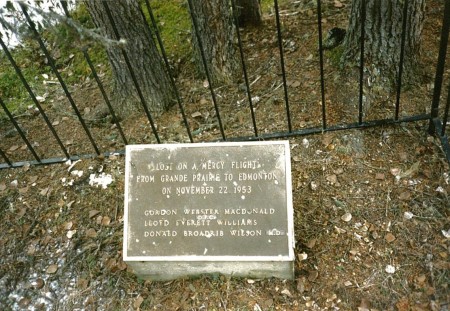 LOST ON A MERCY FLIGHT
FROM GRANDE PRAIRIE TO EDMONTON
ON NOVEMBER 22 1953
GORDON WEBSTER MACDONALD
LLOYD EVERETT WILLIAMS
DONALD BROADRIB WILSON M.D.